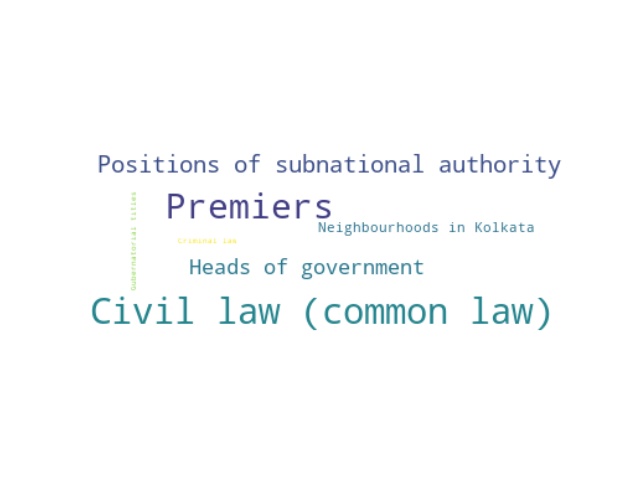 Positions of subnational authority
Gubernatorial titles
Premiers
Neighbourhoods in Kolkata
Criminal law
Heads of government
Civil law (common law)